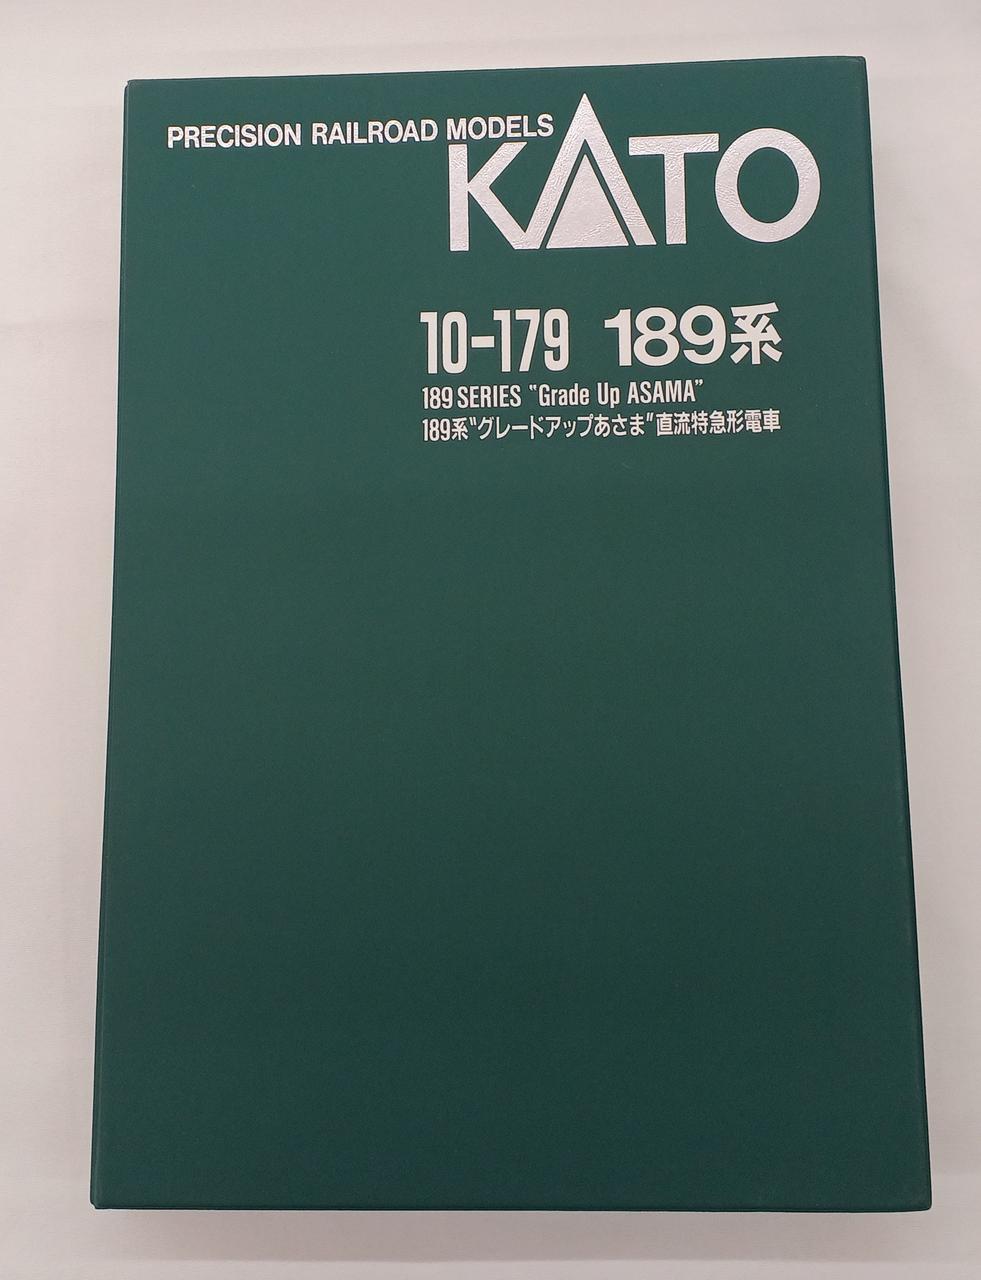 PRECISION RAILROAD MODELS
KATO
10-179 189系
189 SERIES "Grade Up ASAMA"
189系"グレードアップあさま"直流特急形電車